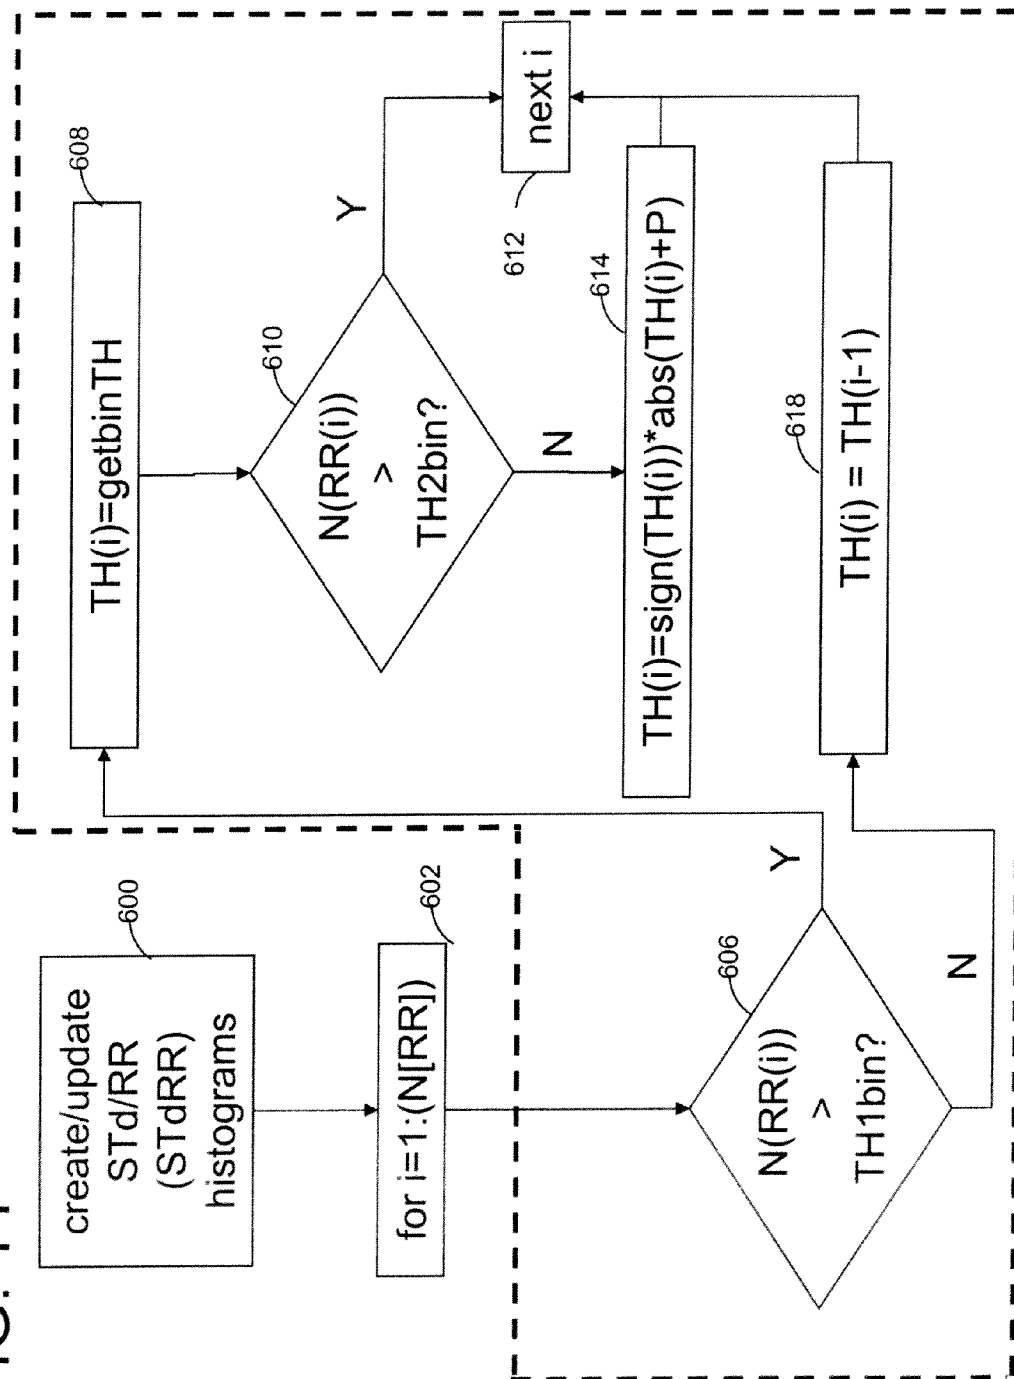 create/update
STd/RR
(STdRR)
histograms
600
for i=1:(N[RR])
602
N(RR(i))
>
TH1bin?
606
Y
N
TH(i)=getbinTH
608
N(RR(i))
>
TH2bin?
610
Y
N
next i
612
TH(i)=sign(TH(i))*abs(TH(i)+P)
614
TH(i) = TH(i-1)
618